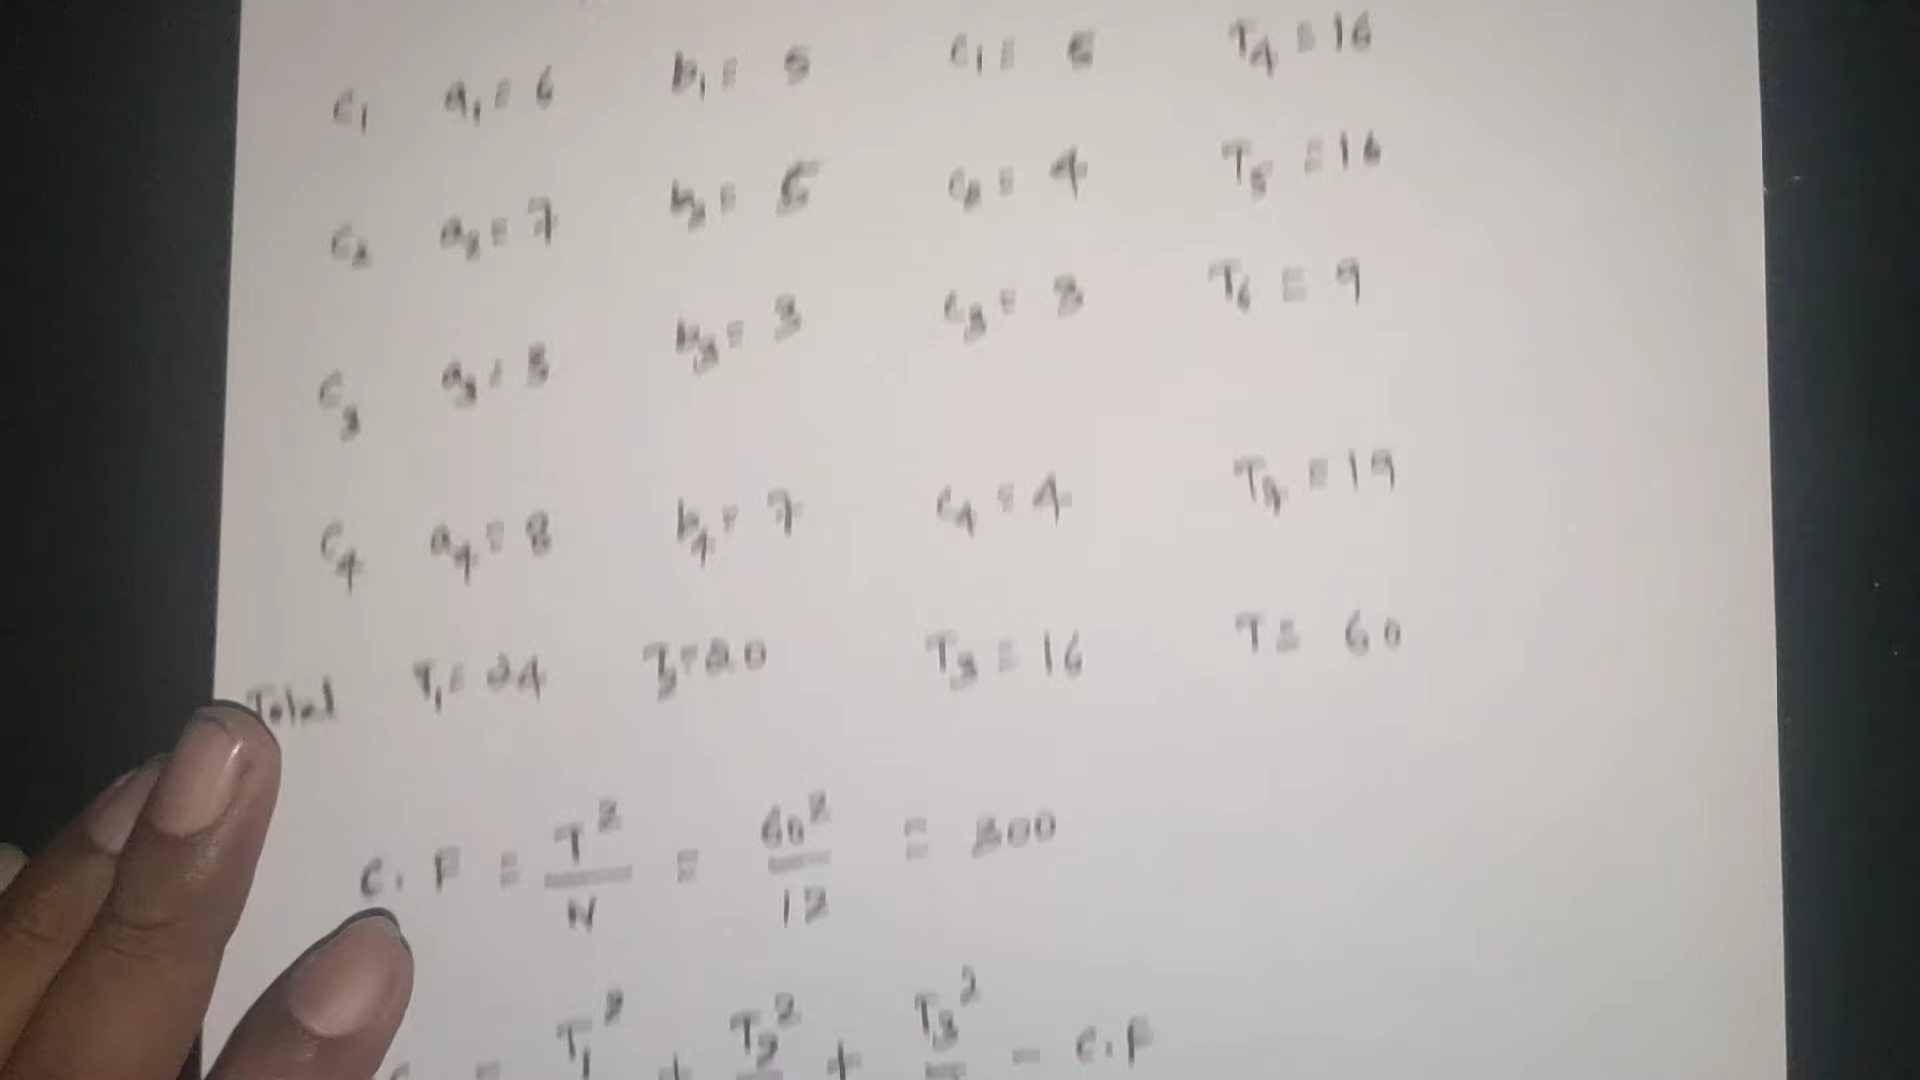 C₁ a₁ = 6 b₁ = 5 c₁ = 5 T₄ = 16
C₂ a₂ = 7 b₂ = 5 c₂ = 4 T₅ = 16
C₃ a₃ = 3 b₃ = 3 c₃ = 3 T₆ = 9
C₄ a₄ = 8 b₄ = 7 c₄ = 4 T₇ = 19
Total T₁ = 24 T₂ = 20 T₃ = 16 T = 60
C.F = T²/N = 60²/12 = 300
= T₁² + T₂² + T₃² - C.F